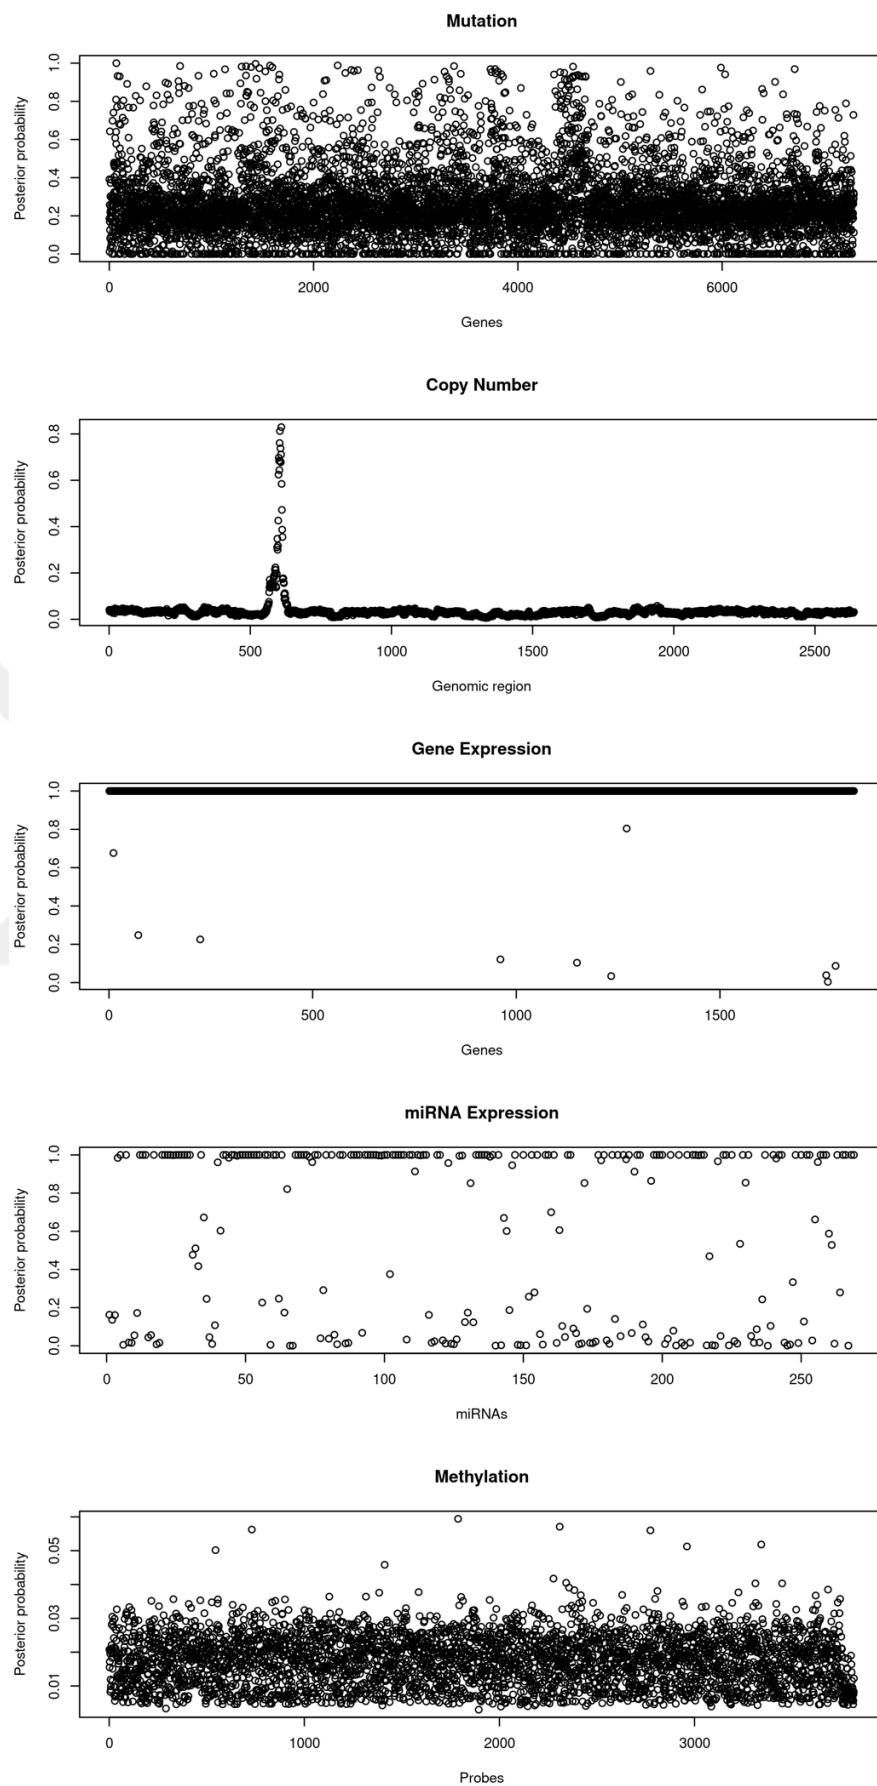 Mutation
Posterior probability
1.0
0.8
0.6
0.4
0.2
0.0
0 2000 4000 6000
Genes
Copy Number
Posterior probability
0.8
0.6
0.4
0.2
0.0
0 500 1000 1500 2000 2500
Genomic region
Gene Expression
Posterior probability
1.0
0.8
0.6
0.4
0.2
0.0
0 500 1000 1500
Genes
miRNA Expression
Posterior probability
1.0
0.8
0.6
0.4
0.2
0.0
0 50 100 150 200 250
miRNAs
Methylation
Posterior probability
0.05
0.03
0.01
0 1000 2000 3000
Probes